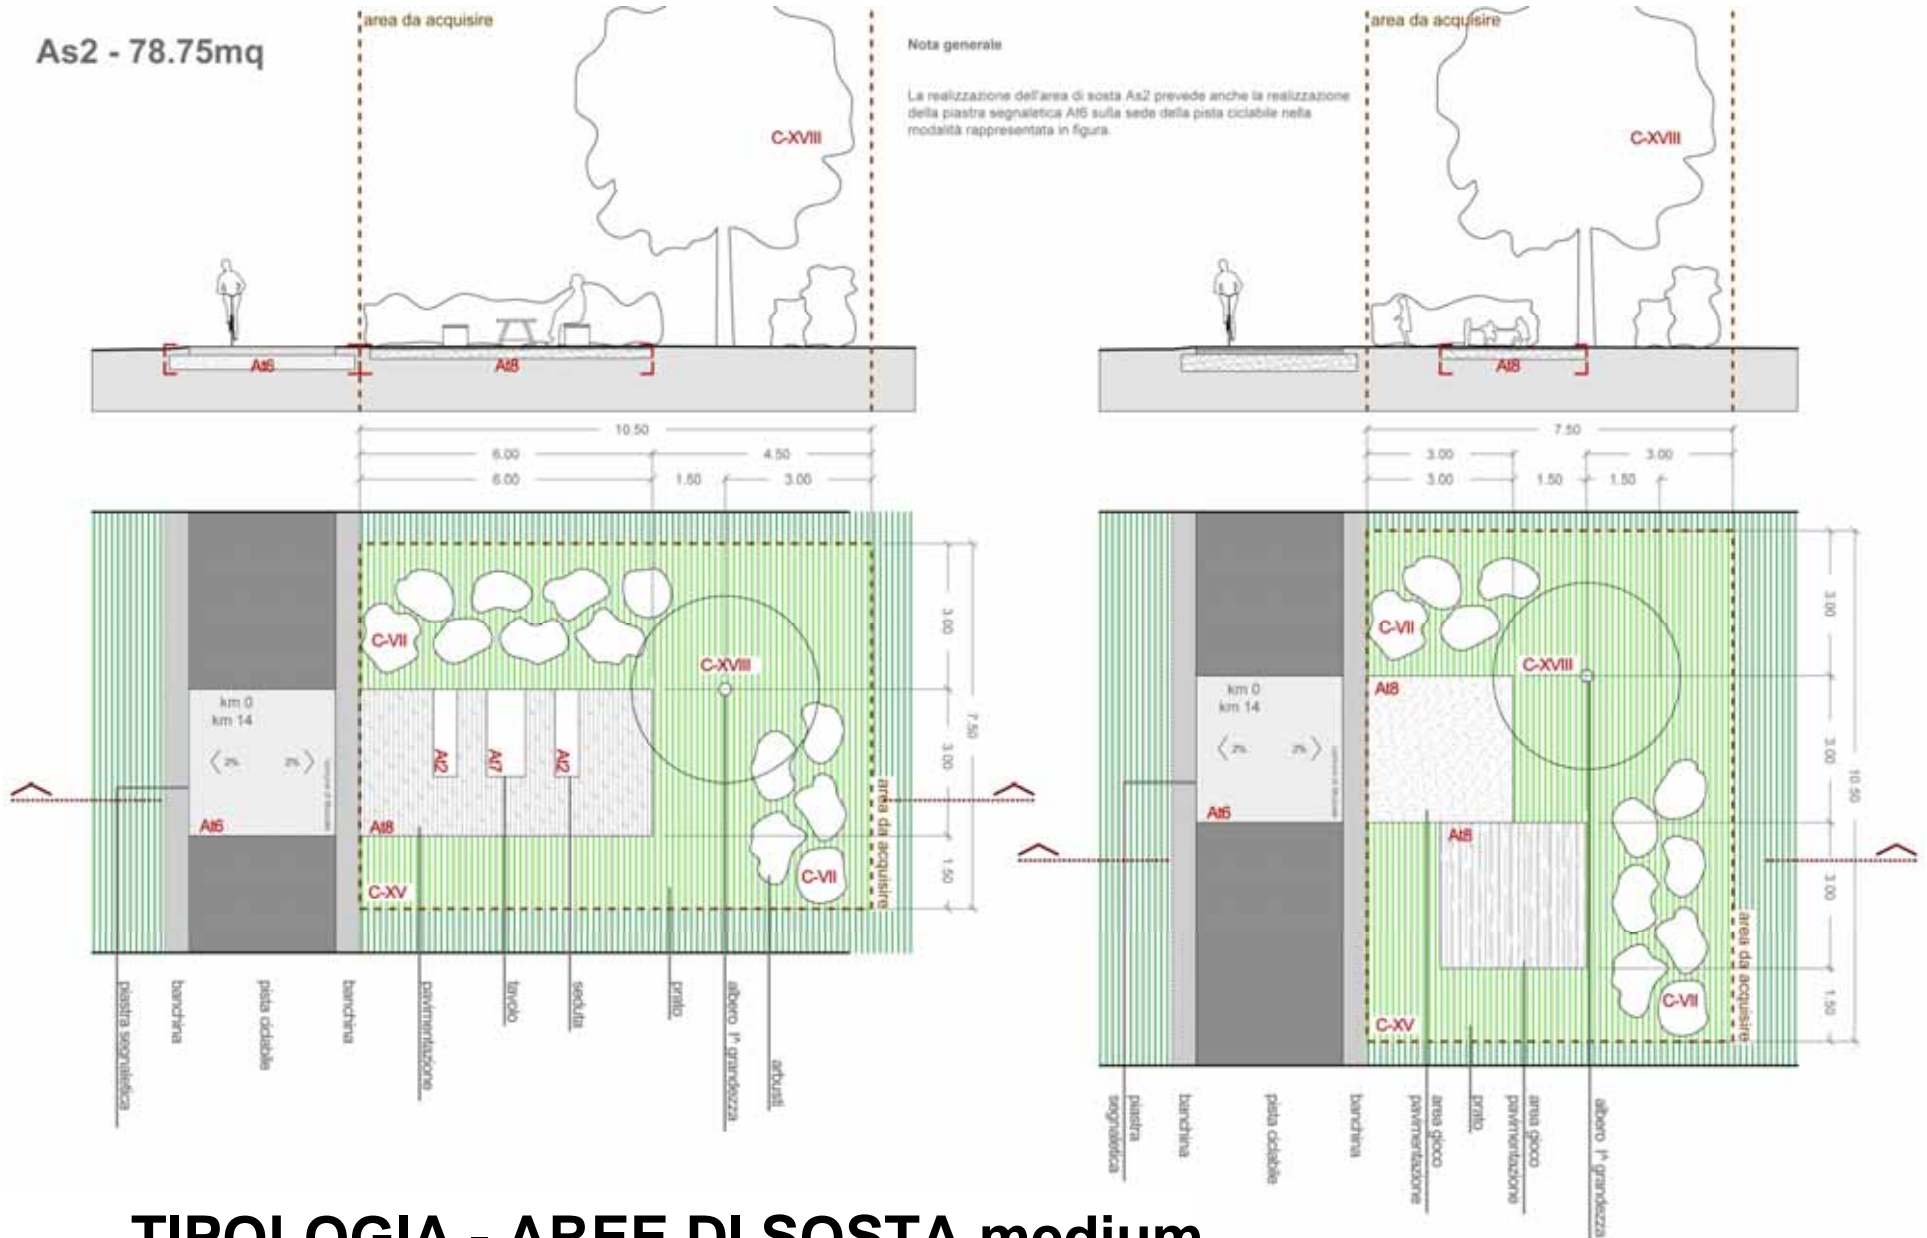 As2 - 78.75mq
area da acquisire
C-XVIII
At6
At8
Nota generale
La realizzazione dell'area di sosta As2 prevede anche la realizzazione
della piastra segnaletica At6 sulla sede della pista ciclabile nella
modalità rappresentata in figura.
area da acquisire
C-XVIII
At8
10.50
6.00
4.50
6.00
1.50
3.00
7.50
3.00
3.00
3.00
1.50
1.50
C-VII
C-XVIII
km 0
km 14
2%
2%
At6
At2
At7
At2
At8
C-XV
C-VII
area da acquisire
3.00
3.00
1.50
7.50
piastra segnaletica
banchina
pista ciclabile
banchina
pavimentazione
tavolo
seduta
prato
albero I^ grandezza
arbusti
C-VII
C-XVIII
At8
km 0
km 14
2%
2%
At6
At8
C-XV
C-VII
area da acquisire
3.00
3.00
3.00
1.50
10.50
piastra
segnaletica
banchina
pista ciclabile
banchina
area gioco
pavimentazione
prato
area gioco
pavimentazione
albero I^ grandezza
TIPOLOGIA - AREE DI SOSTA medium